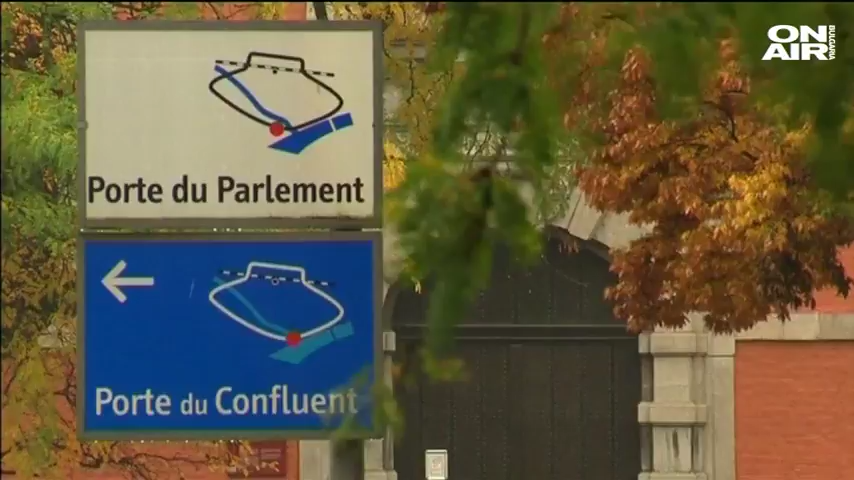 ON
AIR
BULGARIA
Porte du Parlement
Porte du Confluent